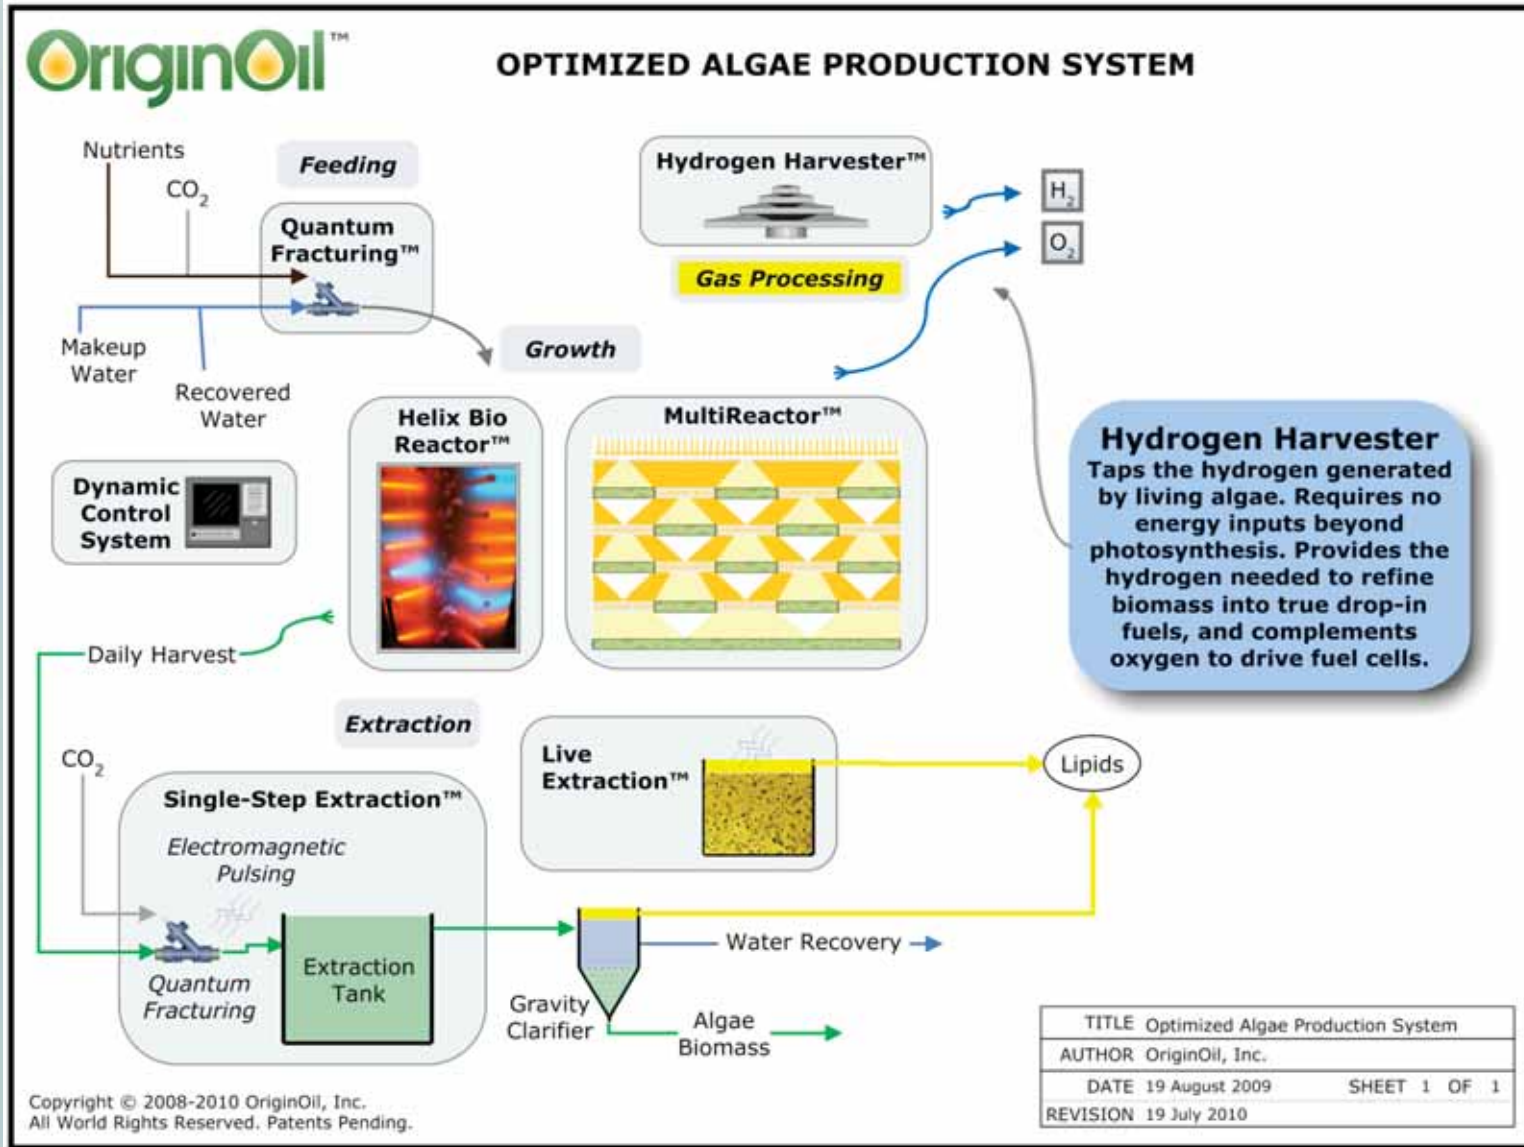 OriginOil™
OPTIMIZED ALGAE PRODUCTION SYSTEM
Nutrients
CO₂
Feeding
Quantum
Fracturing™
Makeup
Water
Recovered
Water
Hydrogen Harvester™
Gas Processing
H₂
O₂
Growth
Helix Bio
Reactor™
MultiReactor™
Dynamic
Control
System
Hydrogen Harvester
Taps the hydrogen generated
by living algae. Requires no
energy inputs beyond
photosynthesis. Provides the
hydrogen needed to refine
biomass into true drop-in
fuels, and complements
oxygen to drive fuel cells.
Daily Harvest
Extraction
CO₂
Single-Step Extraction™
Electromagnetic
Pulsing
Quantum
Fracturing
Extraction
Tank
Live
Extraction™
Lipids
Water Recovery
Gravity
Clarifier
Algae
Biomass
TITLE Optimized Algae Production System
AUTHOR OriginOil, Inc.
DATE 19 August 2009 SHEET 1 OF 1
REVISION 19 July 2010
Copyright © 2008-2010 OriginOil, Inc.
All World Rights Reserved. Patents Pending.